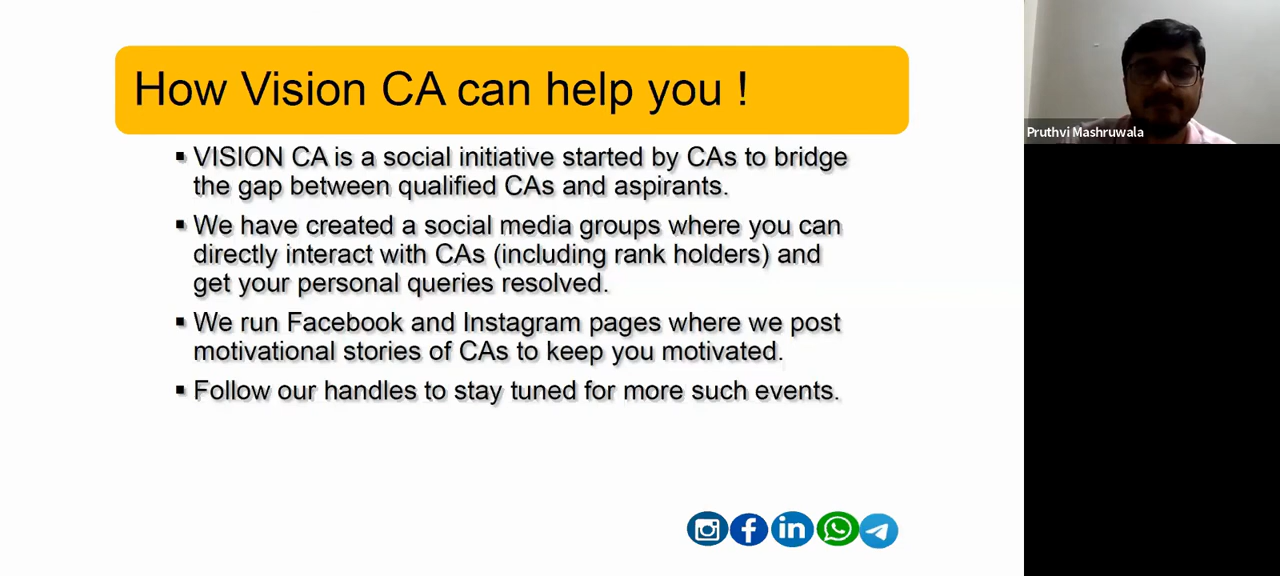 How Vision CA can help you !
▪ VISION CA is a social initiative started by CAs to bridge
the gap between qualified CAs and aspirants.
▪ We have created a social media groups where you can
directly interact with CAs (including rank holders) and
get your personal queries resolved.
▪ We run Facebook and Instagram pages where we post
motivational stories of CAs to keep you motivated.
▪ Follow our handles to stay tuned for more such events.
Pruthvi Mashruwala